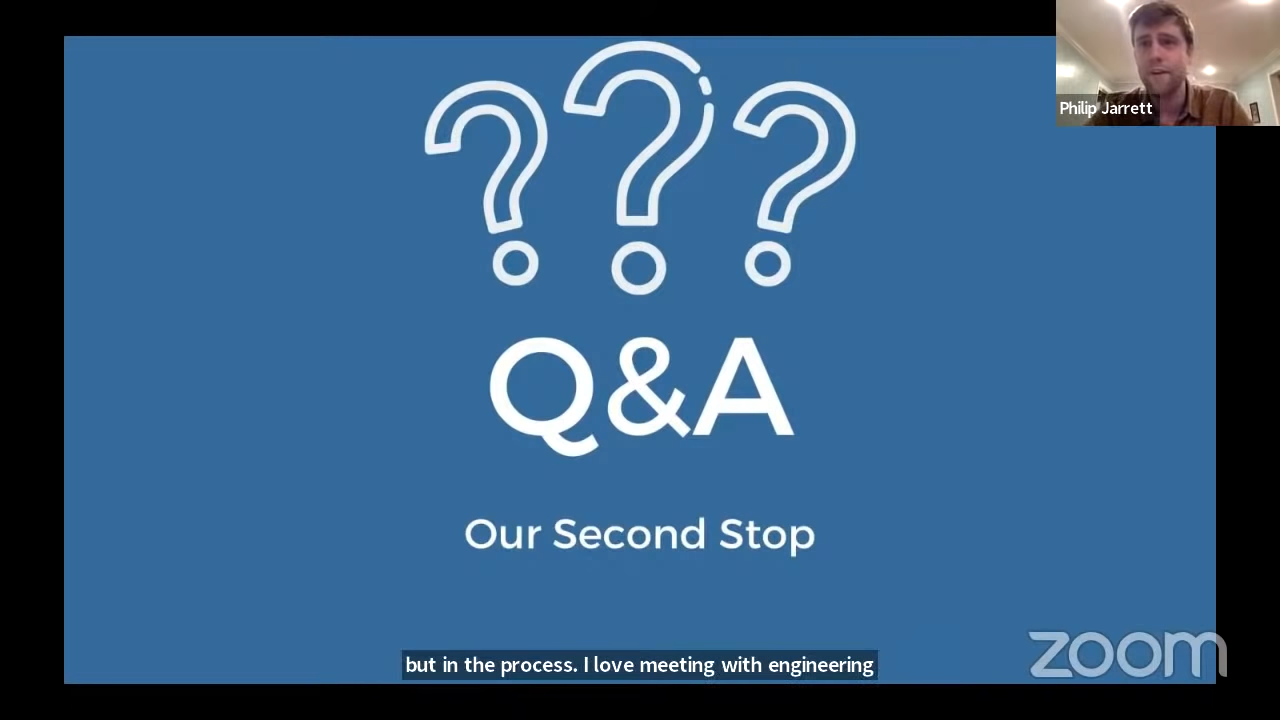 Philip Jarrett
???
Q&A
Our Second Stop
but in the process. I love meeting with engineering
zoom